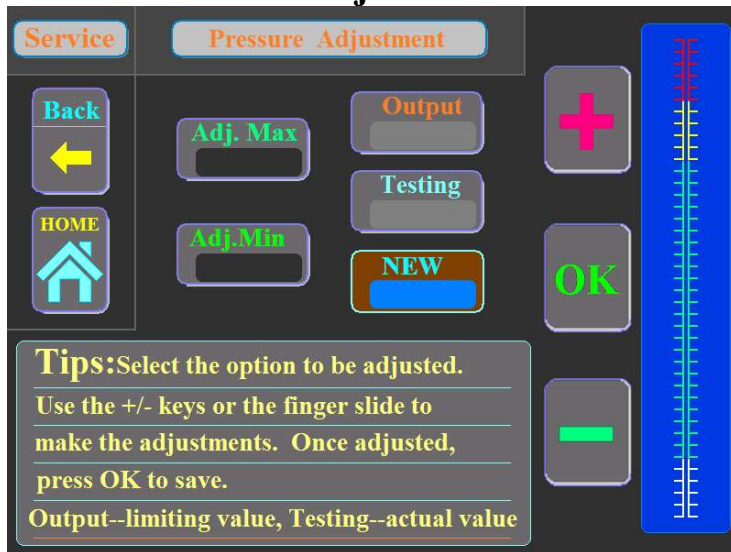 Service
Pressure Adjustment
Back
HOME
Adj. Max
Adj.Min
Output
Testing
NEW
+
OK
-
Tips:Select the option to be adjusted.
Use the +/- keys or the finger slide to
make the adjustments. Once adjusted,
press OK to save.
Output--limiting value, Testing--actual value